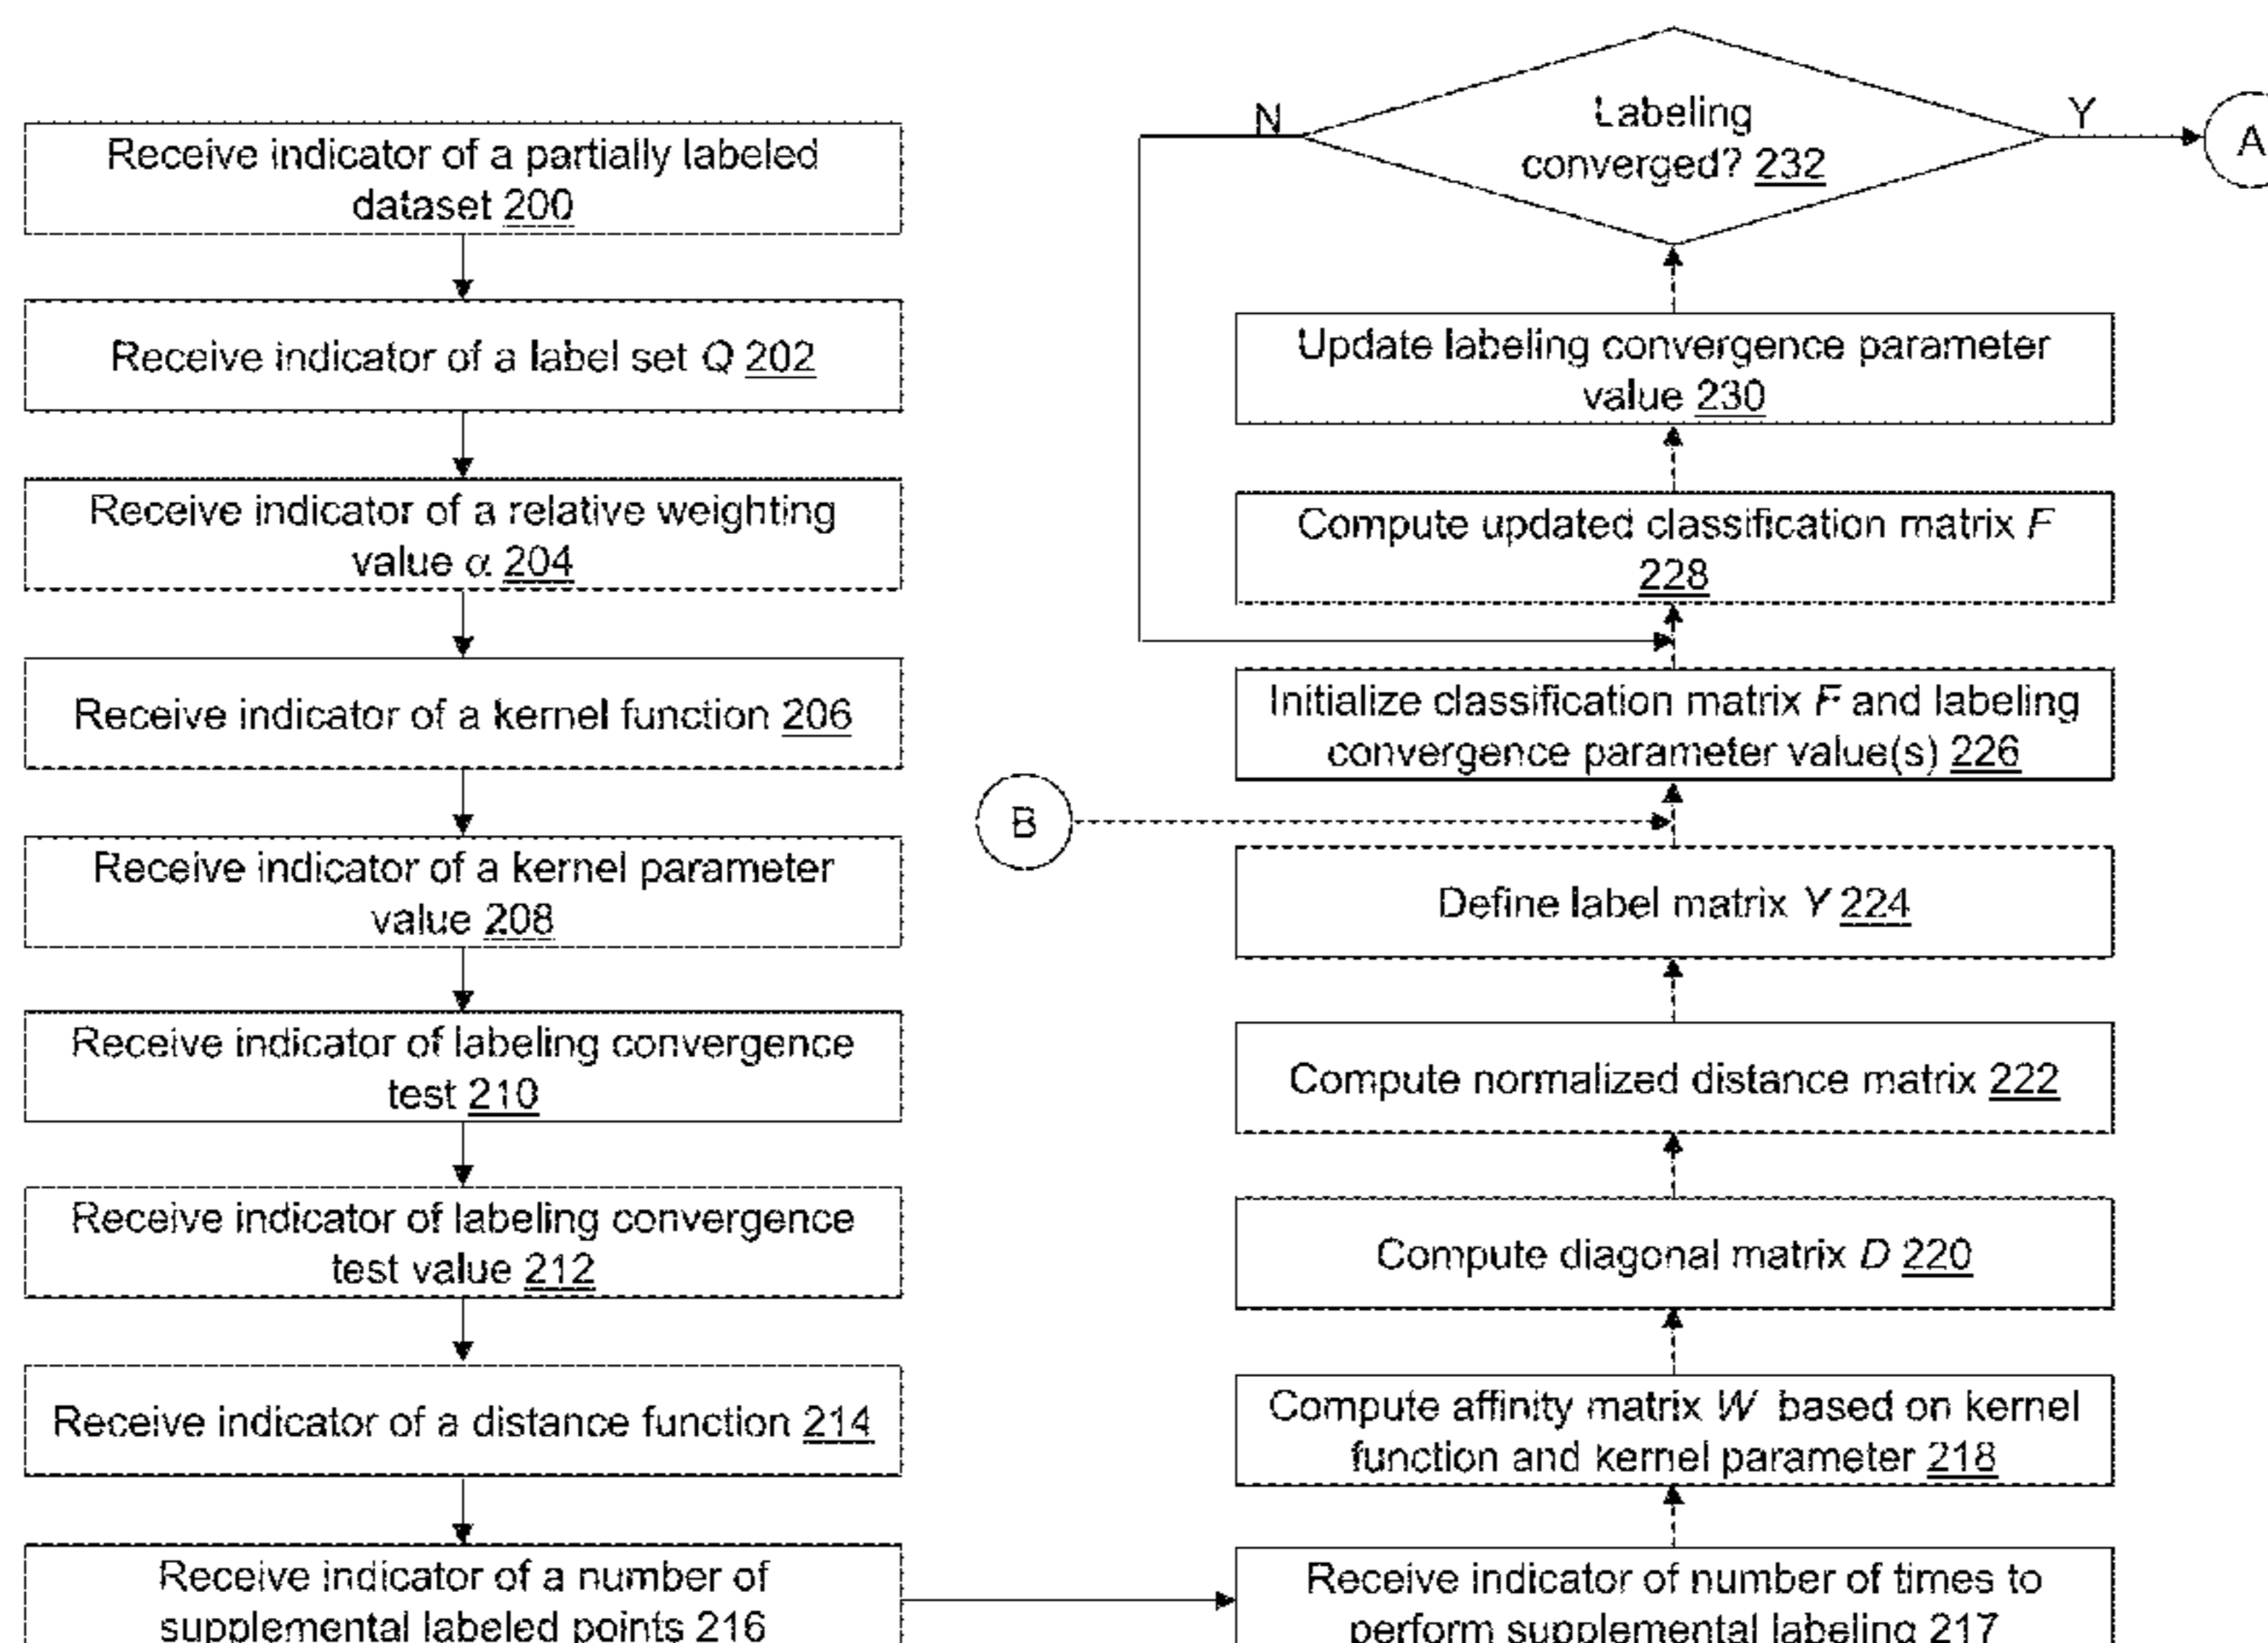 Receive indicator of a partially labeled
dataset 200
Receive indicator of a label set Q 202
Receive indicator of a relative weighting
value α 204
Receive indicator of a kernel function 206
Receive indicator of a kernel parameter
value 208
Receive indicator of labeling convergence
test 210
Receive indicator of labeling convergence
test value 212
Receive indicator of a distance function 214
Receive indicator of a number of
supplemental labeled points 216
Receive indicator of number of times to
perform supplemental labeling 217
Compute affinity matrix W based on kernel
function and kernel parameter 218
Compute diagonal matrix D 220
Compute normalized distance matrix 222
Define label matrix Y 224
B
Initialize classification matrix F and labeling
convergence parameter value(s) 226
Compute updated classification matrix F
228
Update labeling convergence parameter
value 230
Labeling
converged? 232
N
Y
A